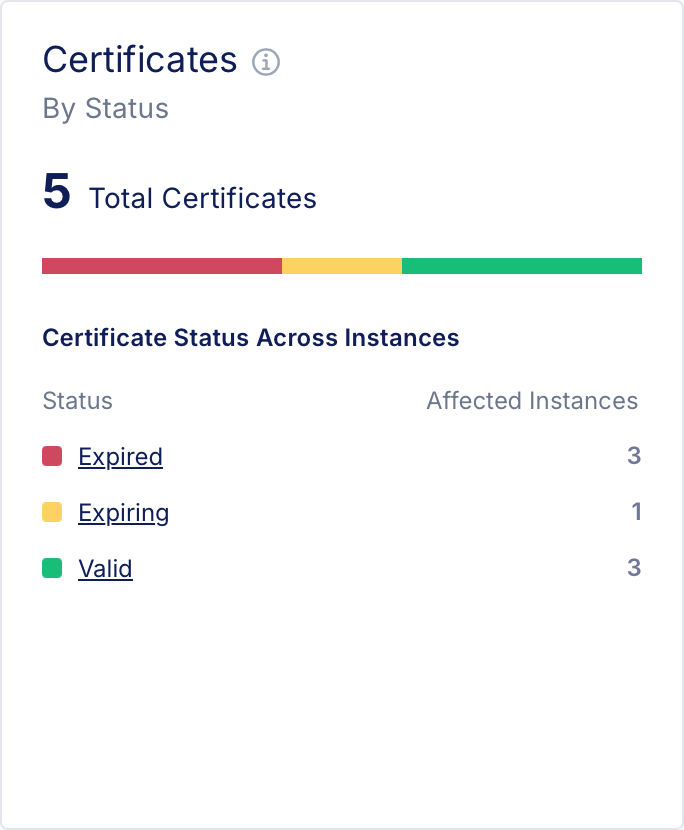 Certificates
By Status
5 Total Certificates
Certificate Status Across Instances
Status Affected Instances
Expired 3
Expiring 1
Valid 3